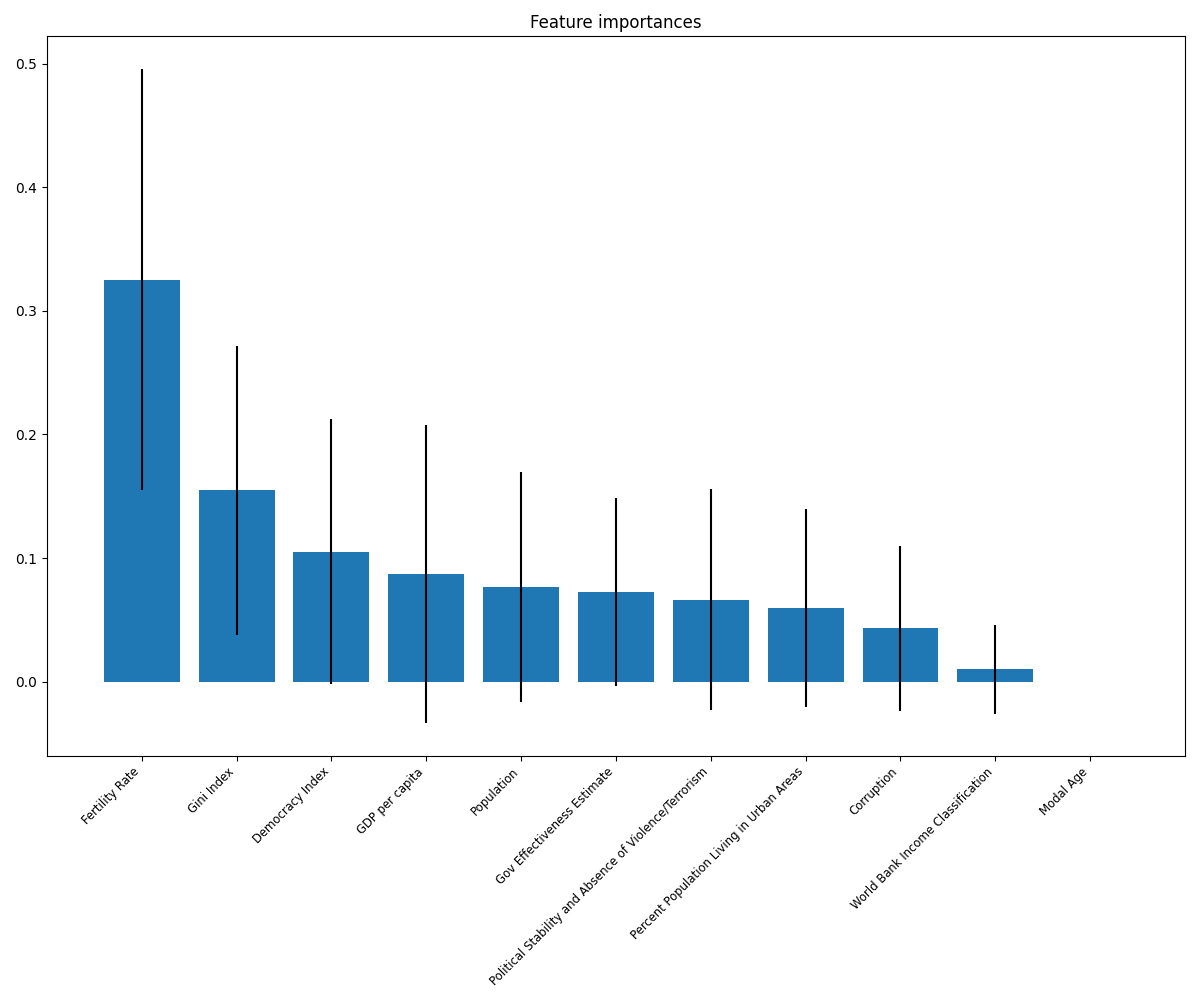 Feature importances
0.5
0.4
0.3
0.2
0.1
0.0
Fertility Rate
Gini Index
Democracy Index
GDP per capita
Population
Gov Effectiveness Estimate
Political Stability and Absence of Violence/Terrorism
Percent Population Living in Urban Areas
Corruption
World Bank Income Classification
Modal Age